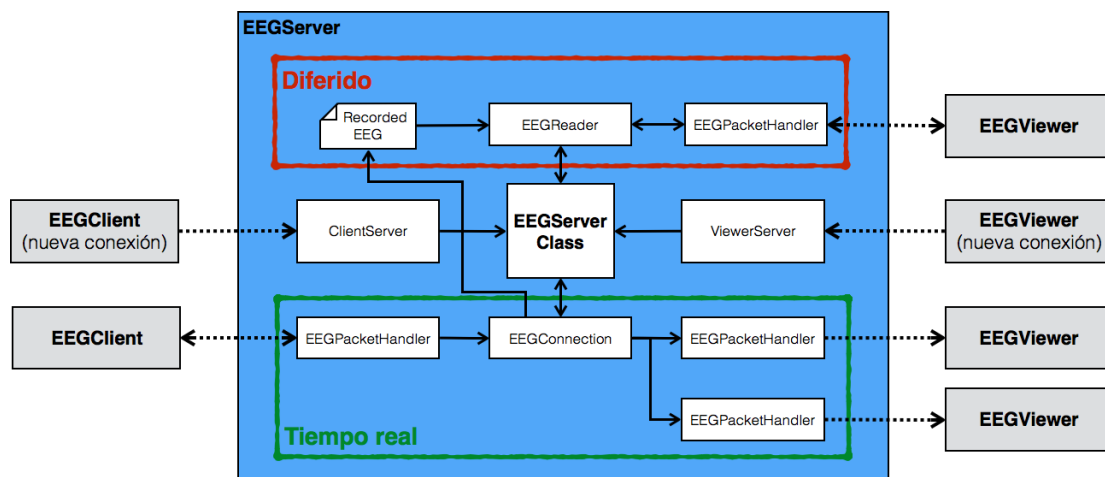 EEGServer
Diferido
Recorded
EEG
EEGReader
EEGPacketHandler
EEGViewer
EEGClient
(nueva conexión)
ClientServer
EEGServer
Class
ViewerServer
EEGViewer
(nueva conexión)
EEGClient
EEGPacketHandler
EEGConnection
EEGPacketHandler
EEGViewer
EEGPacketHandler
EEGViewer
Tiempo real